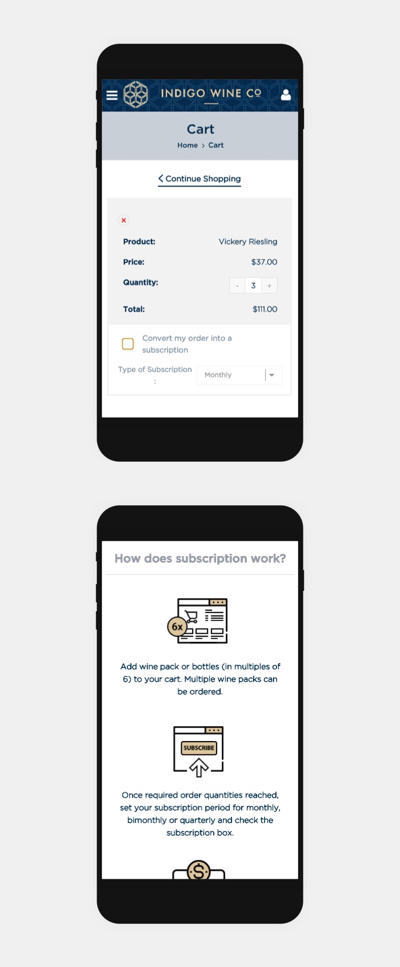 INDIGO WINE CO
Cart
Home > Cart
< Continue Shopping
x
Product: Vickery Riesling
Price: $37.00
Quantity: - 3 +
Total: $111.00
Convert my order into a
subscription
Type of Subscription
:
Monthly
How does subscription work?
6x
Add wine pack or bottles (in multiples of
6) to your cart. Multiple wine packs can
be ordered.
SUBSCRIBE
Once required order quantities reached,
set your subscription period for monthly,
bimonthly or quarterly and check the
subscription box.
$